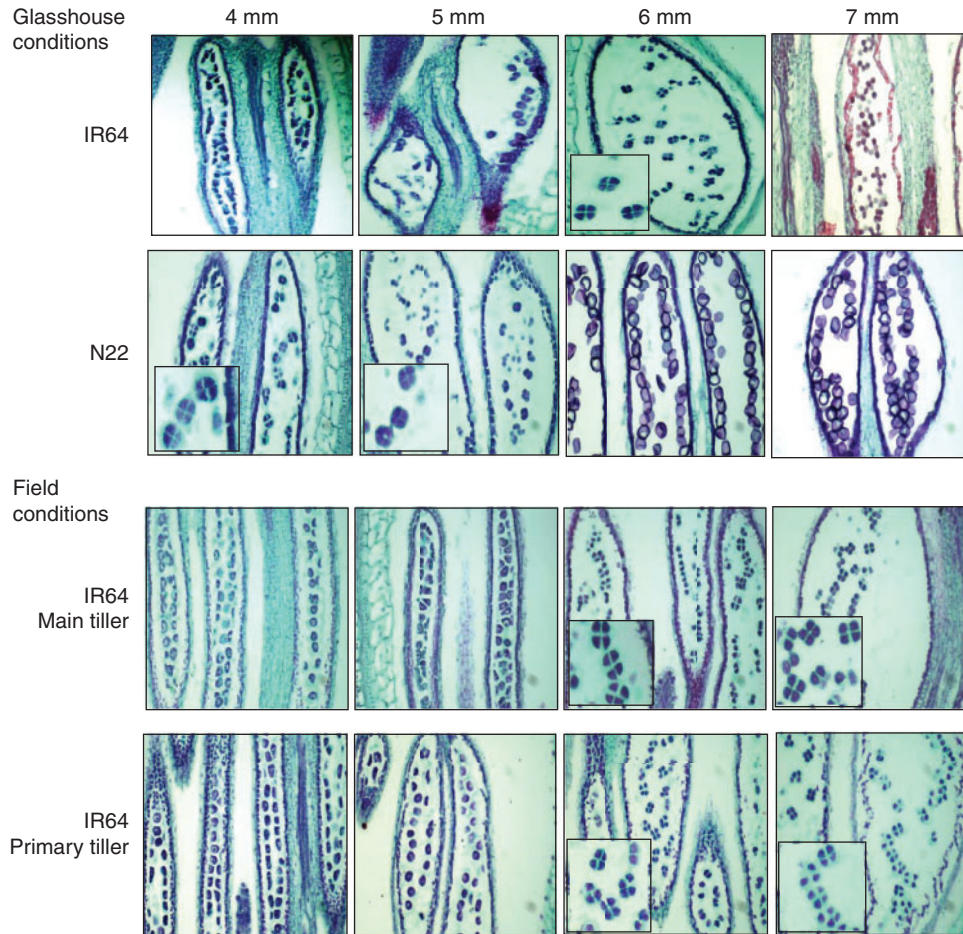 Glasshouse
conditions
4 mm
5 mm
6 mm
7 mm
IR64
N22
Field
conditions
IR64
Main tiller
IR64
Primary tiller